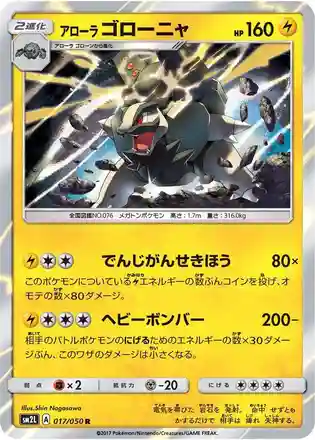 2進化
アローラ ゴローニャ
HP 160
アローラ ゴローンから進化
全国図鑑NO.076 メガトンポケモン 高さ:1.7m 重さ:316.0kg
でんじがんせきほう 80×
このポケモンについているエネルギーの数ぶんコインを投げ、
オモテの数×80ダメージ。
ヘビーボンバー 200-
相手のバトルポケモンのにげるためのエネルギーの数×30ダメージ
ぶん、このワザのダメージは小さくなる。
弱点 ×2 抵抗力 -20 にげる
Illus.Shin Nagasawa
SM2L A 017/050 R
©2017 Pokémon/Nintendo/Creatures/GAME FREAK.